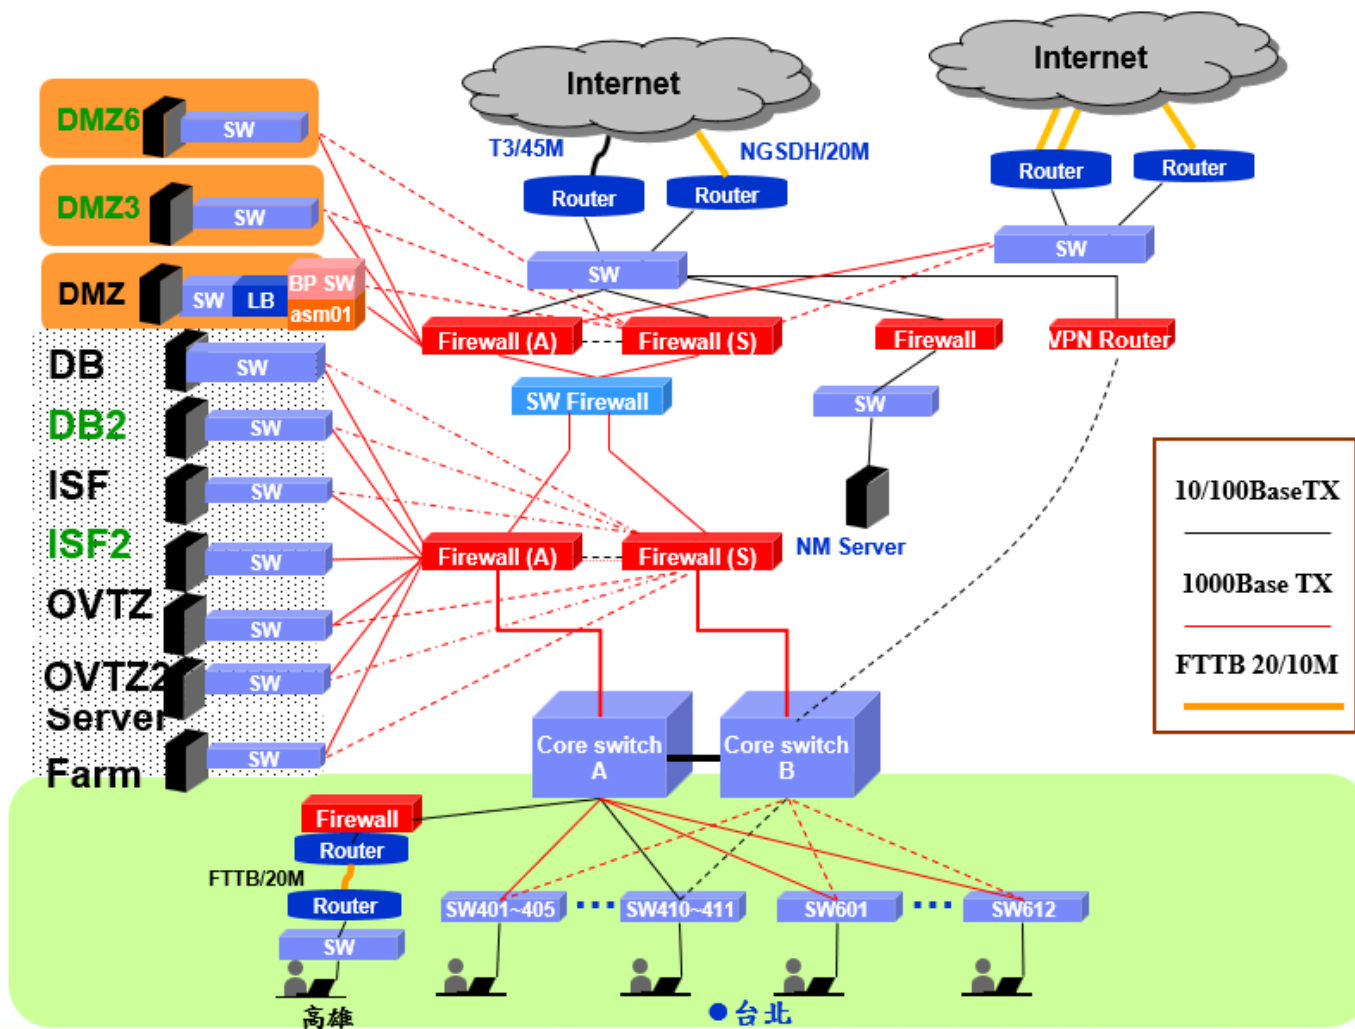 Internet
Internet
DMZ6
SW
T3/45M
NGSDH/20M
Router
Router
Router
Router
DMZ3
SW
SW
SW
DMZ
SW
LB
BP SW
asm01
Firewall (A)
Firewall (S)
Firewall
VPN Router
DB
SW
SW Firewall
SW
DB2
SW
ISF
SW
10/100BaseTX
NM Server
ISF2
SW
Firewall (A)
Firewall (S)
1000Base TX
OVTZ
SW
FTTB 20/10M
OVTZ2
SW
Server
Farm
SW
Core switch
A
Core switch
B
Firewall
Router
FTTB/20M
Router
SW
SW401~405
SW410~411
SW601
SW612
高雄
台北